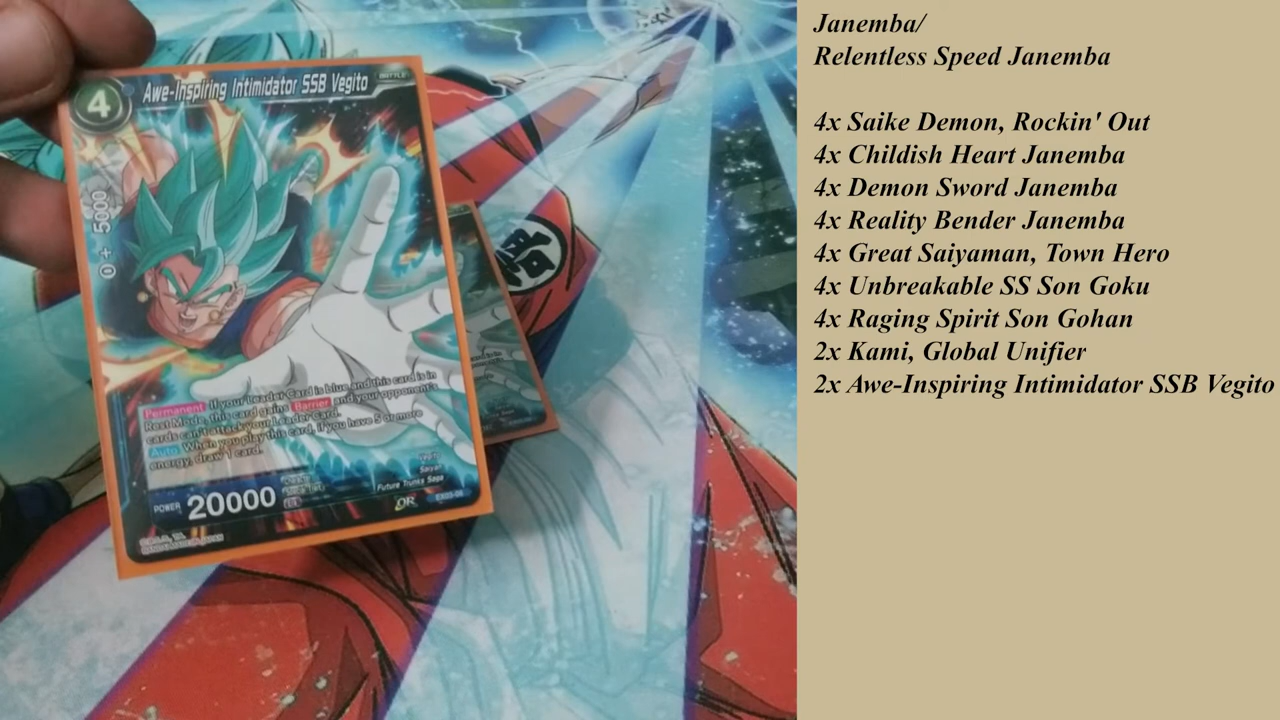 4
Awe-Inspiring Intimidator SSB Vegito
BATTLE
0 + 5000
Permanent If your Leader Card is blue and this card is in
Rest Mode, this card gains Barrier and your opponent's
cards can't attack your Leader card.
Auto When you play this card, if you have 5 or more
energy, draw 1 card.
POWER 20000
Vegito
Saiyan
Future Trunks Saga
Janemba/
Relentless Speed Janemba
4x Saike Demon, Rockin' Out
4x Childish Heart Janemba
4x Demon Sword Janemba
4x Reality Bender Janemba
4x Great Saiyaman, Town Hero
4x Unbreakable SS Son Goku
4x Raging Spirit Son Gohan
2x Kami, Global Unifier
2x Awe-Inspiring Intimidator SSB Vegito